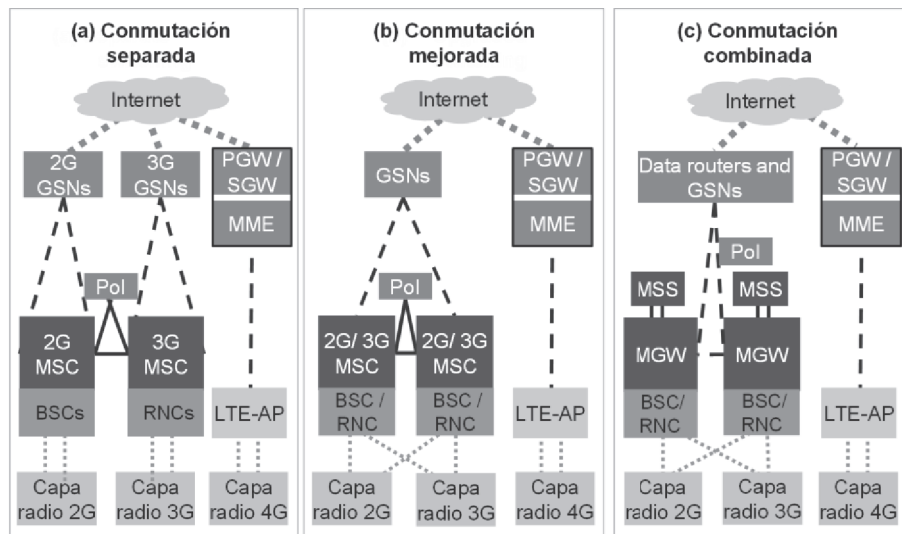 (a) Conmutación
separada
Internet
2G
GSNs
3G
GSNs
PGW /
SGW
MME
PoI
2G
MSC
3G
MSC
BSCs
RNCs
LTE-AP
Capa
radio 2G
Capa
radio 3G
Capa
radio 4G
(b) Conmutación
mejorada
Internet
GSNs
PGW /
SGW
MME
PoI
2G/ 3G
MSC
2G/ 3G
MSC
BSC /
RNC
BSC /
RNC
LTE-AP
Capa
radio 2G
Capa
radio 3G
Capa
radio 4G
(c) Conmutación
combinada
Internet
Data routers and
GSNs
PGW /
SGW
MME
PoI
MSS
MSS
MGW
MGW
BSC/
RNC
BSC/
RNC
LTE-AP
Capa
radio 2G
Capa
radio 3G
Capa
radio 4G